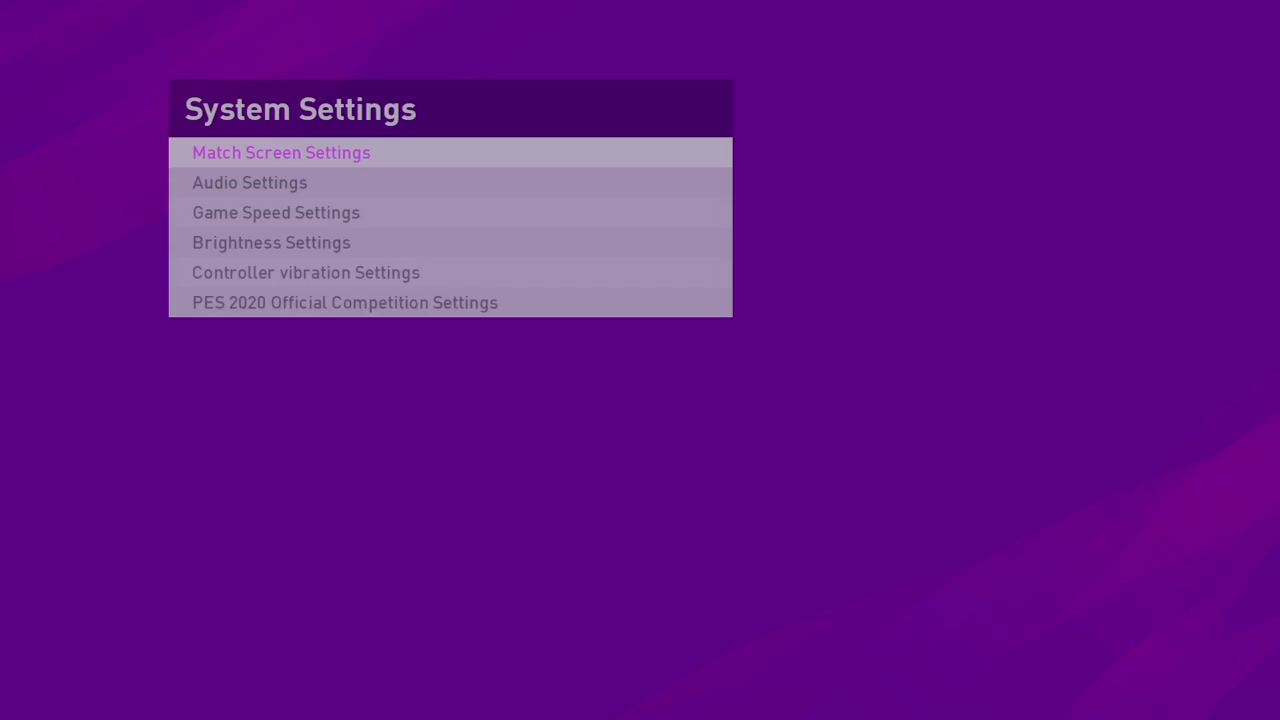 System Settings
Match Screen Settings
Audio Settings
Game Speed Settings
Brightness Settings
Controller vibration Settings
PES 2020 Official Competition Settings